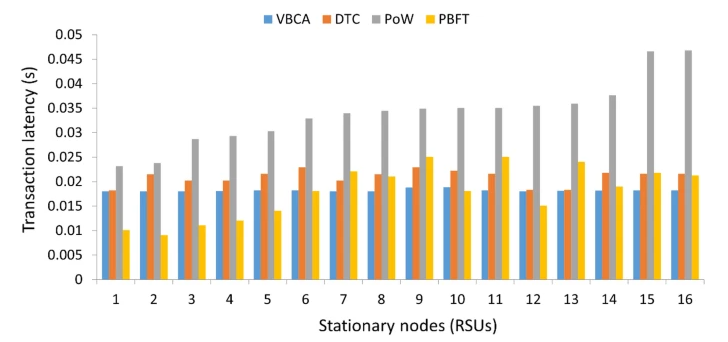 VBCA DTC PoW PBFT
0.05
0.045
0.04
0.035
0.03
0.025
0.02
0.015
0.01
0.005
0
Transaction latency (s)
1 2 3 4 5 6 7 8 9 10 11 12 13 14 15 16
Stationary nodes (RSUs)